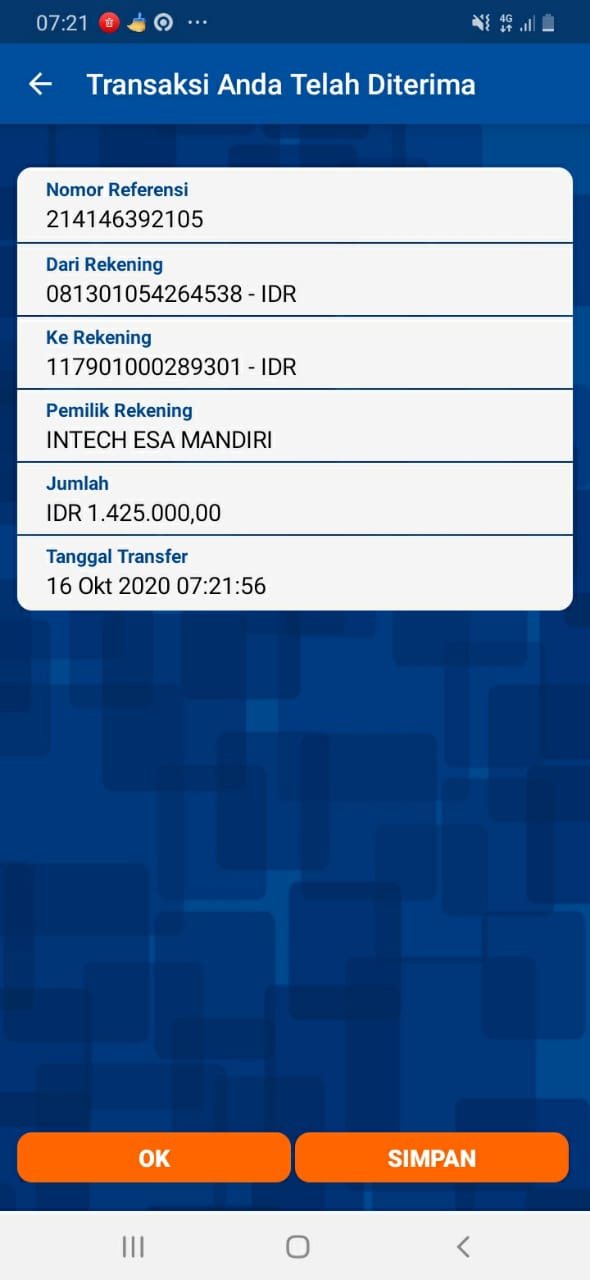 07:21
4G
Transaksi Anda Telah Diterima
Nomor Referensi
214146392105
Dari Rekening
081301054264538 - IDR
Ke Rekening
117901000289301 - IDR
Pemilik Rekening
INTECH ESA MANDIRI
Jumlah
IDR 1.425.000,00
Tanggal Transfer
16 Okt 2020 07:21:56
OK
SIMPAN